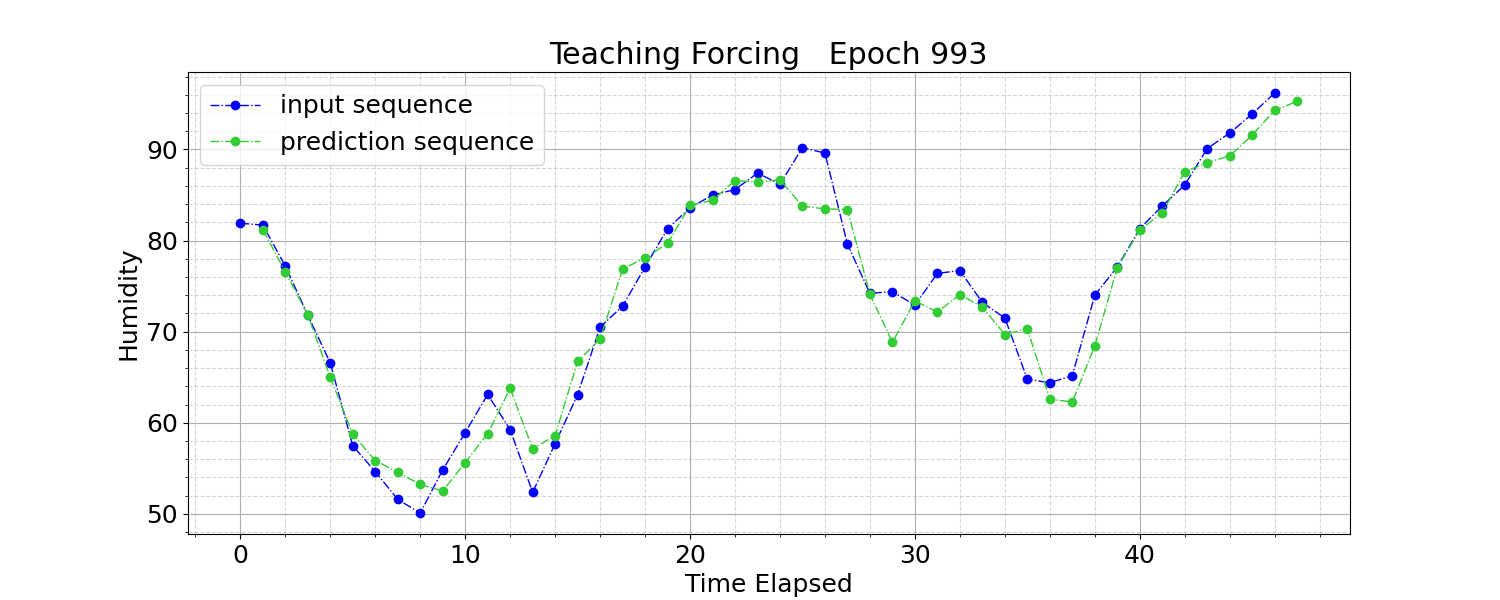 Teaching Forcing   Epoch 993
input sequence
prediction sequence
Humidity
90
80
70
60
50
0 10 20 30 40
Time Elapsed